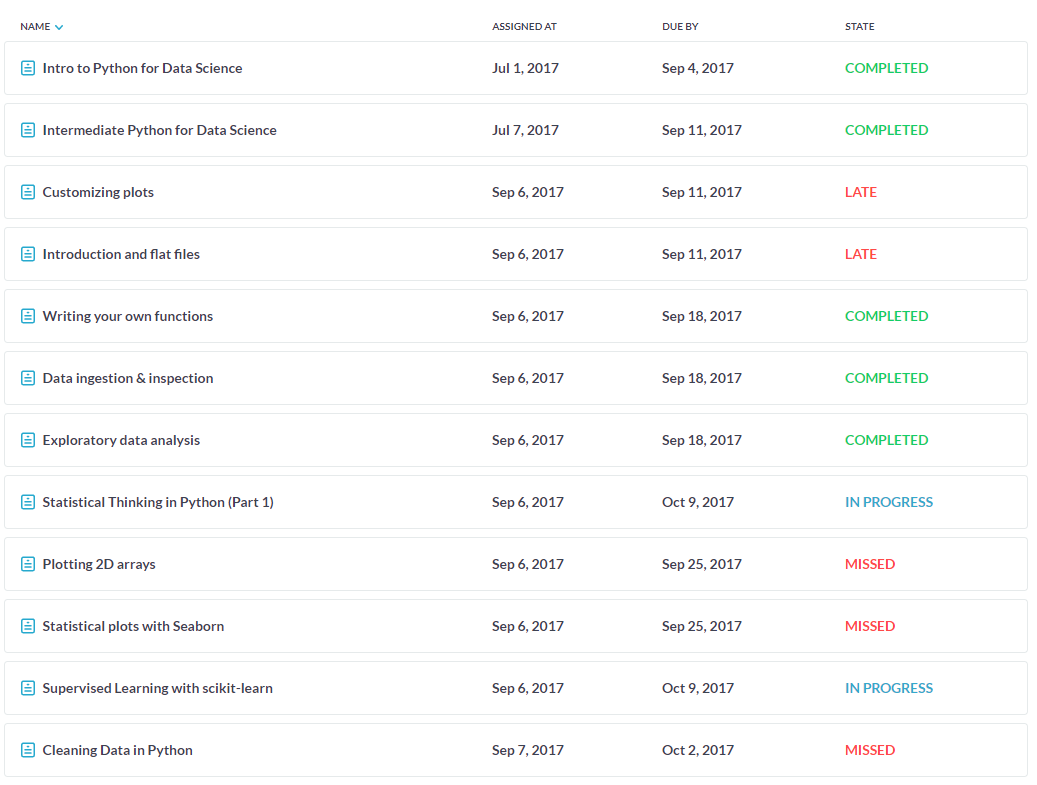 NAME ASSIGNED AT DUE BY STATE
Intro to Python for Data Science Jul 1, 2017 Sep 4, 2017 COMPLETED
Intermediate Python for Data Science Jul 7, 2017 Sep 11, 2017 COMPLETED
Customizing plots Sep 6, 2017 Sep 11, 2017 LATE
Introduction and flat files Sep 6, 2017 Sep 11, 2017 LATE
Writing your own functions Sep 6, 2017 Sep 18, 2017 COMPLETED
Data ingestion & inspection Sep 6, 2017 Sep 18, 2017 COMPLETED
Exploratory data analysis Sep 6, 2017 Sep 18, 2017 COMPLETED
Statistical Thinking in Python (Part 1) Sep 6, 2017 Oct 9, 2017 IN PROGRESS
Plotting 2D arrays Sep 6, 2017 Sep 25, 2017 MISSED
Statistical plots with Seaborn Sep 6, 2017 Sep 25, 2017 MISSED
Supervised Learning with scikit-learn Sep 6, 2017 Oct 9, 2017 IN PROGRESS
Cleaning Data in Python Sep 7, 2017 Oct 2, 2017 MISSED